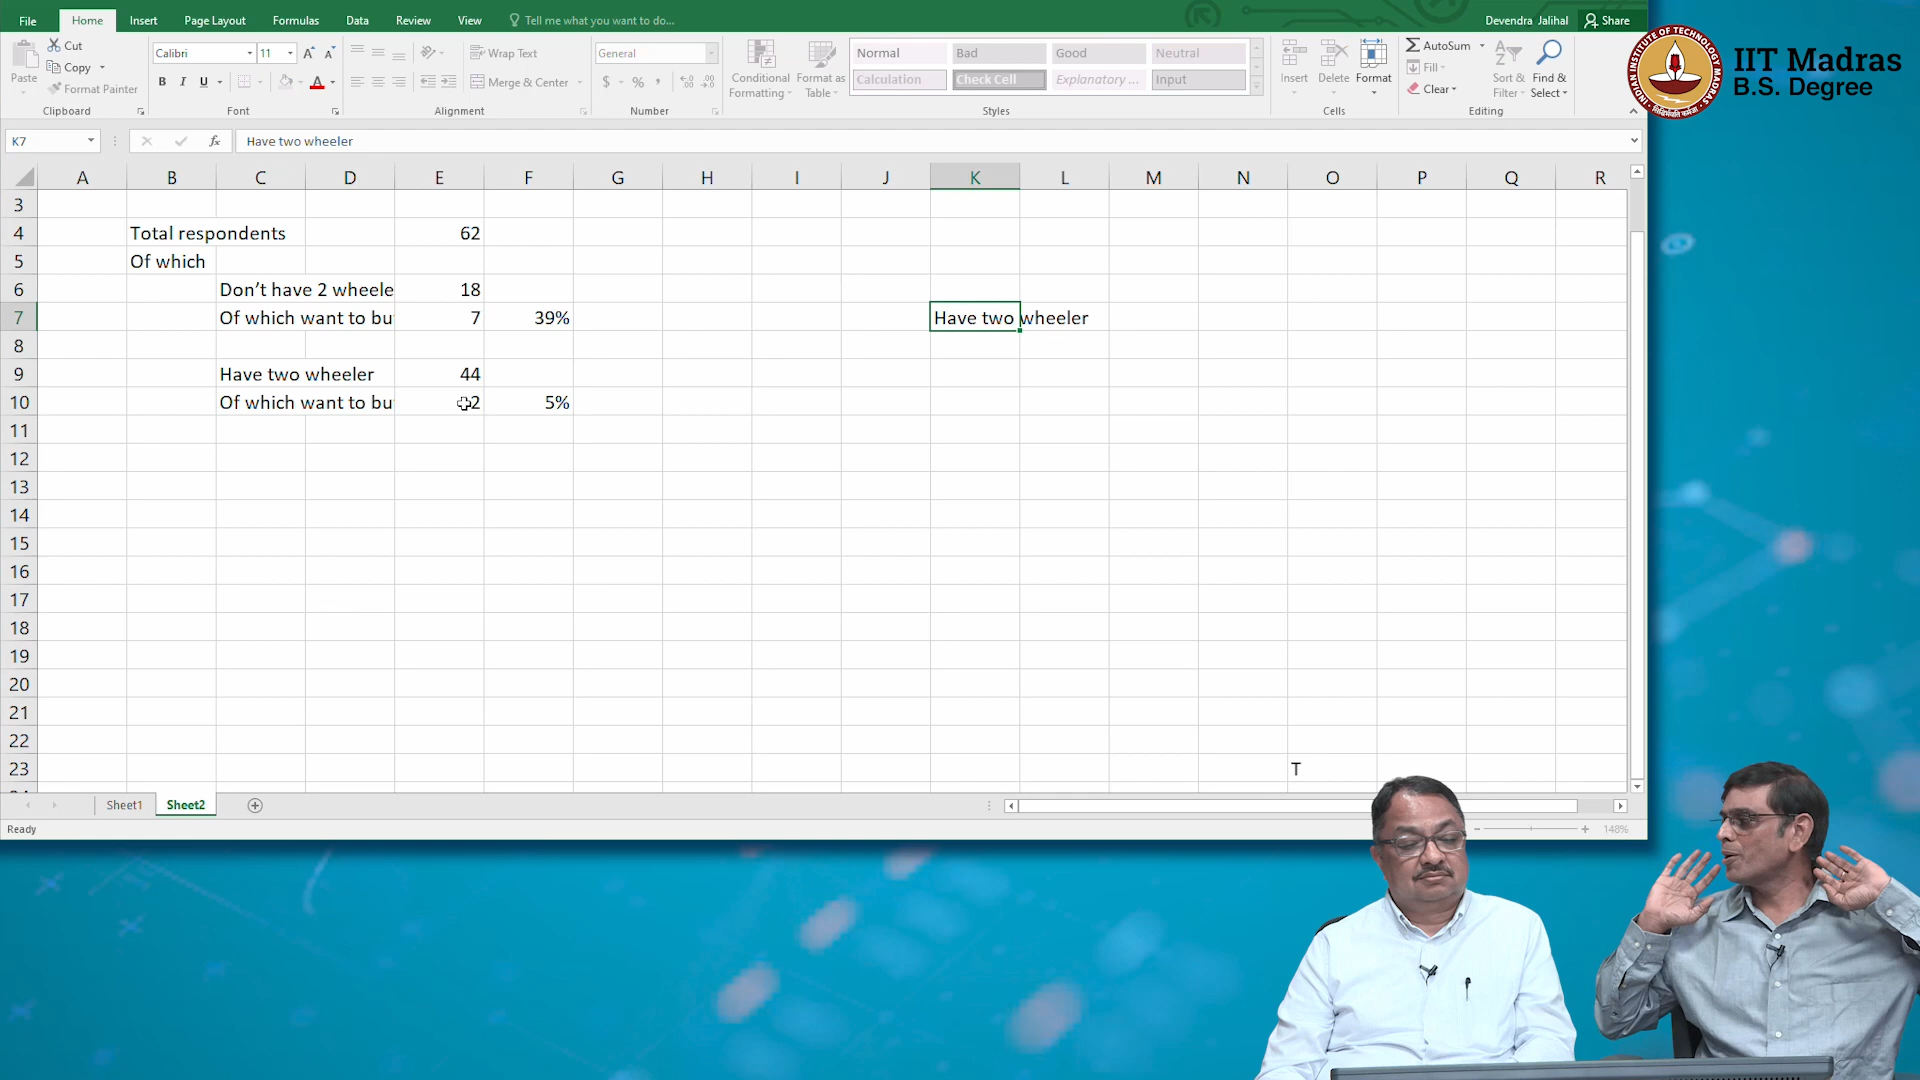 File Home Insert Page Layout Formulas Data Review View Tell me what you want to do... Devendra Jalihal Share
Cut
Copy
Format Painter
Paste
Clipboard
Calibri 11
B I U
Font
Wrap Text
Merge & Center
Alignment
General
$ % ,
Number
Conditional Formatting
Format as Table
Normal Bad Good Neutral
Calculation Check Cell Explanatory ... Input
Styles
Insert Delete Format
Cells
AutoSum
Fill
Clear
Sort & Filter
Find & Select
Editing
IIT Madras
B.S. Degree
K7 fx Have two wheeler
A B C D E F G H I J K L M N O P Q R
3
4 Total respondents 62
5 Of which
6 Don't have 2 wheele 18
7 Of which want to bu 7 39% Have two wheeler
8
9 Have two wheeler 44
10 Of which want to bu 2 5%
11
12
13
14
15
16
17
18
19
20
21
22
23 T
Sheet1 Sheet2
Ready 148%